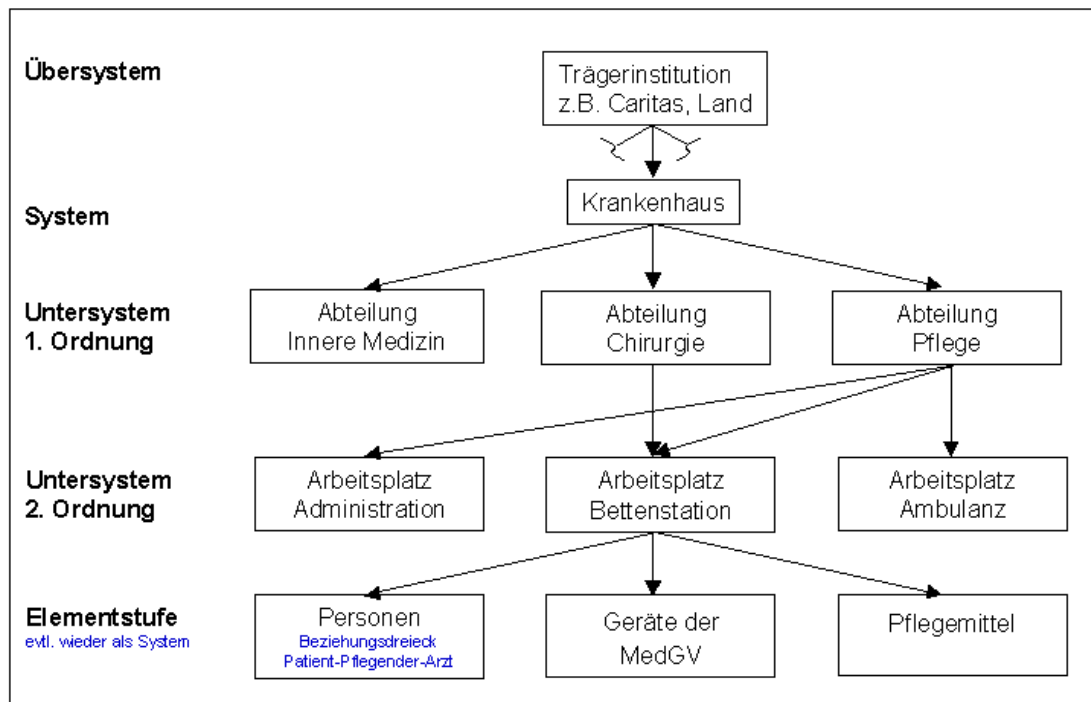 Übersystem
Trägerinstitution
z.B. Caritas, Land
System
Krankenhaus
Untersystem
1. Ordnung
Abteilung
Innere Medizin
Abteilung
Chirurgie
Abteilung
Pflege
Untersystem
2. Ordnung
Arbeitsplatz
Administration
Arbeitsplatz
Bettenstation
Arbeitsplatz
Ambulanz
Elementstufe
evtl. wieder als System
Personen
Beziehungsdreieck
Patient-Pflegender-Arzt
Geräte der
MedGV
Pflegemittel